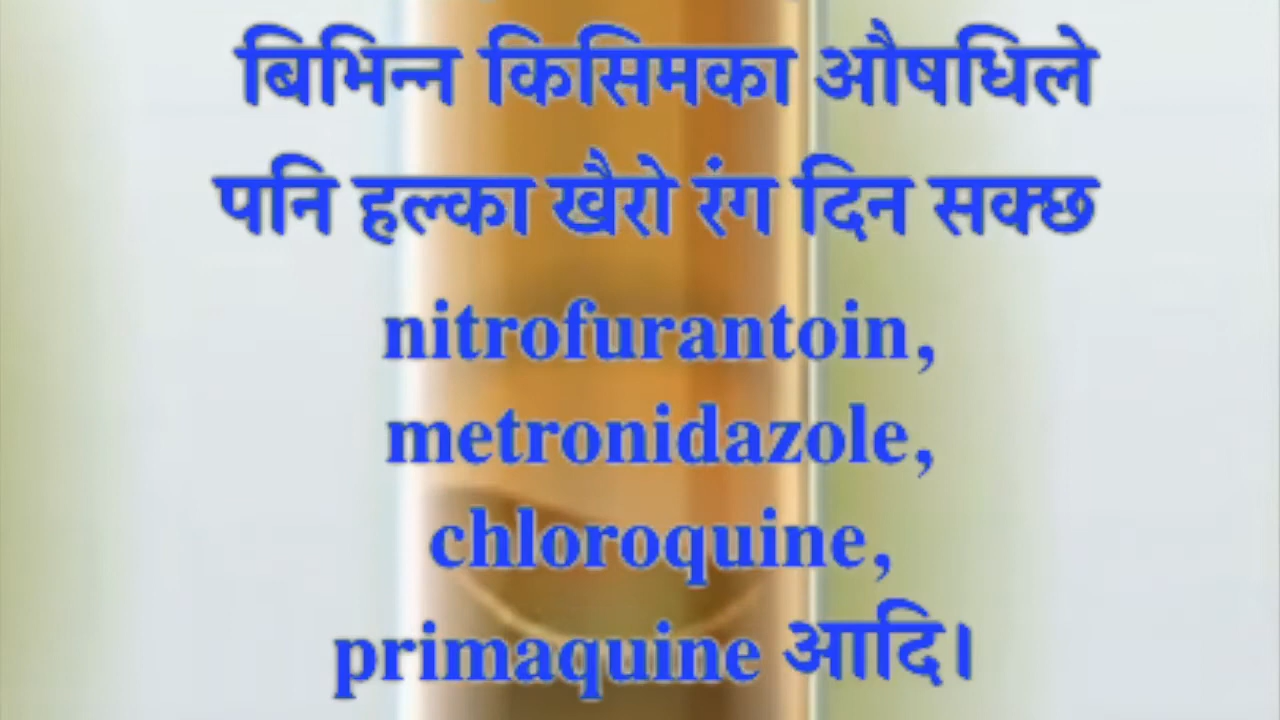 बिभिन्न किसिमका औषधिले
पनि हल्का खैरो रंग दिन सक्छ
nitrofurantoin,
metronidazole,
chloroquine,
primaquine आदि।